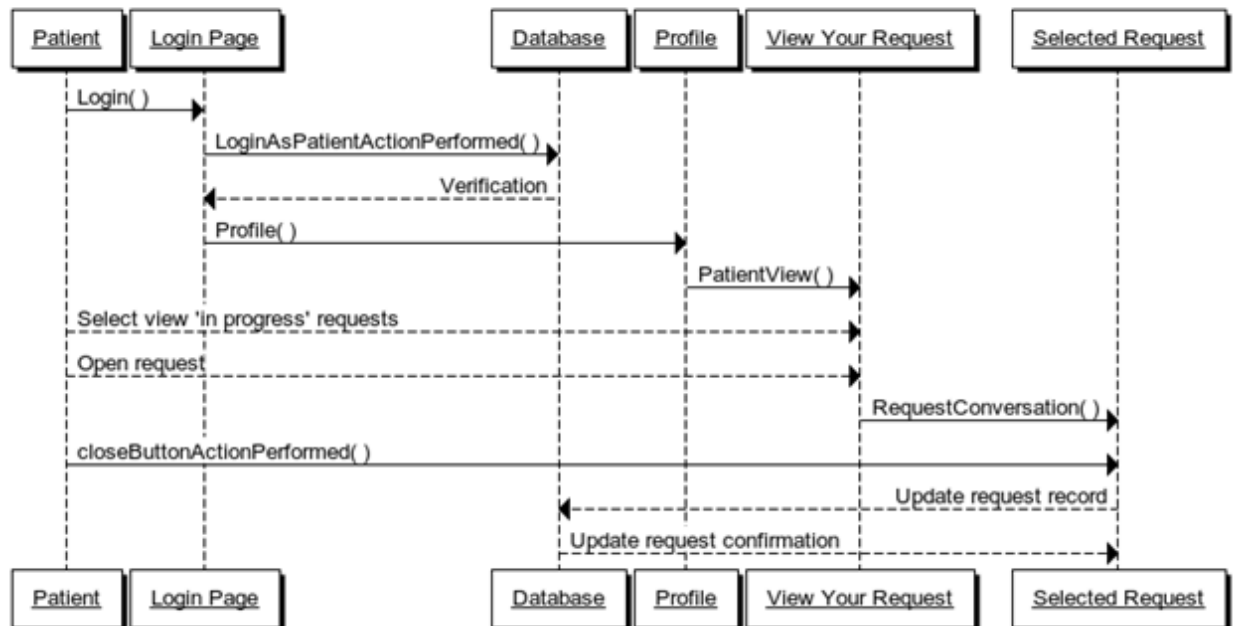 Patient Login Page Database Profile View Your Request Selected Request
Login( )
LoginAsPatientActionPerformed( )
Verification
Profile( )
PatientView( )
Select view 'in progress' requests
Open request
RequestConversation( )
closeButtonActionPerformed( )
Update request record
Update request confirmation
Patient Login Page Database Profile View Your Request Selected Request